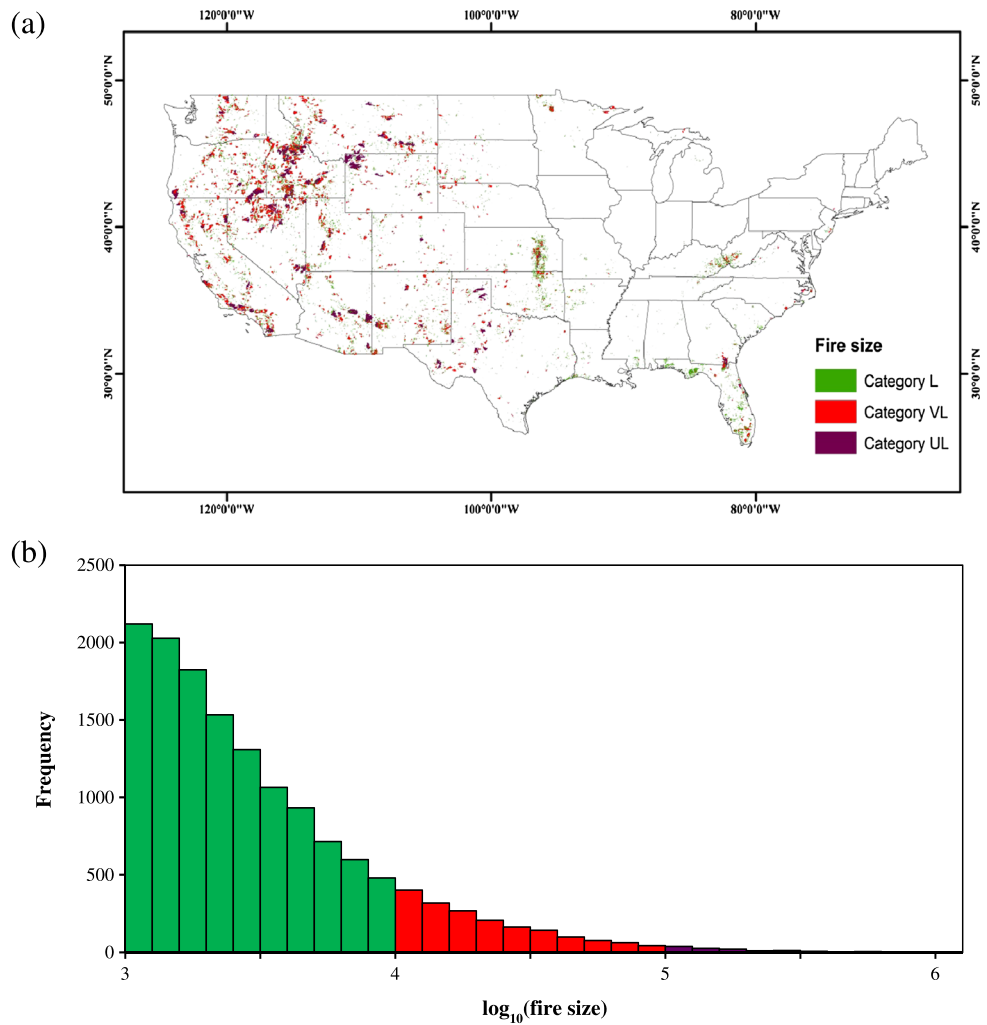 (a)
120°0'0"W 100°0'0"W 80°0'0"W
50°0'0"N 50°0'0"N
40°0'0"N 40°0'0"N
30°0'0"N 30°0'0"N
Fire size
Category L
Category VL
Category UL
120°0'0"W 100°0'0"W 80°0'0"W
(b)
2500
2000
1500
1000
500
0
Frequency
3 4 5 6
log10(fire size)